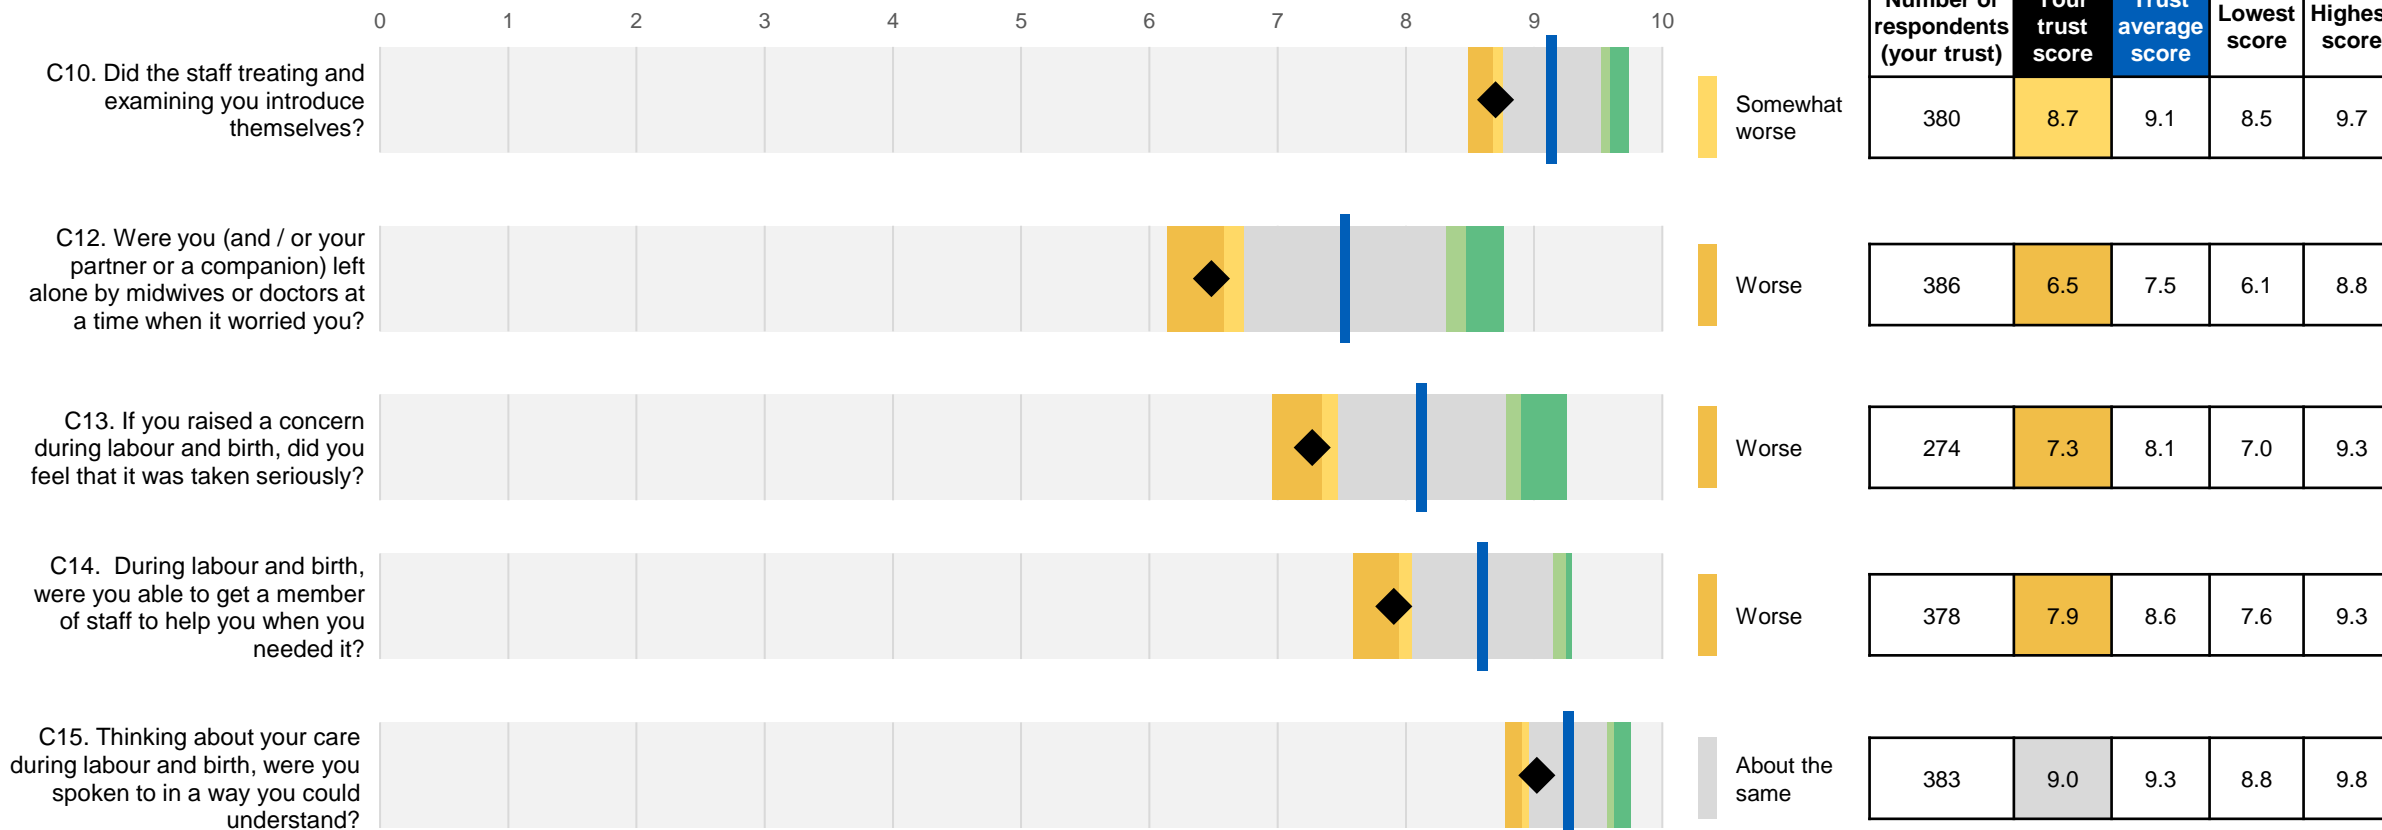 0 1 2 3 4 5 6 7 8 9 10
Number of
respondents
(your trust)
Your
trust
score
Trust
average
score
Lowest
score
Highes
score
C10. Did the staff treating and
examining you introduce
themselves?
Somewhat
worse
380 8.7 9.1 8.5 9.7
C12. Were you (and / or your
partner or a companion) left
alone by midwives or doctors at
a time when it worried you?
Worse
386 6.5 7.5 6.1 8.8
C13. If you raised a concern
during labour and birth, did you
feel that it was taken seriously?
Worse
274 7.3 8.1 7.0 9.3
C14. During labour and birth,
were you able to get a member
of staff to help you when you
needed it?
Worse
378 7.9 8.6 7.6 9.3
C15. Thinking about your care
during labour and birth, were you
spoken to in a way you could
understand?
About the
same
383 9.0 9.3 8.8 9.8